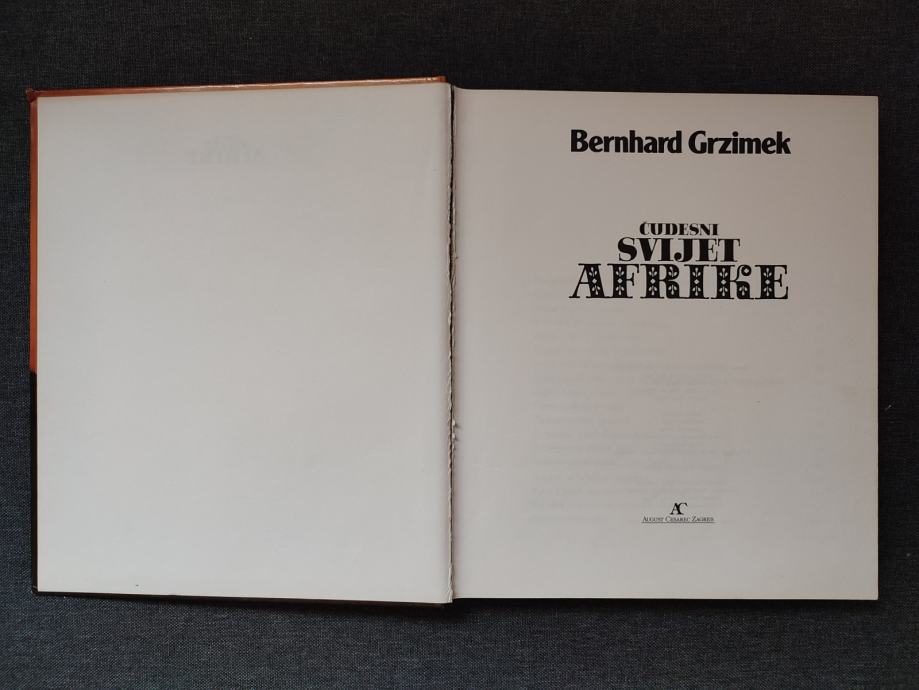 Bernhard Grzimek
ČUDESNI
SVIJET
AFRIKE
AC
AUGUST CESAREC ZAGREB